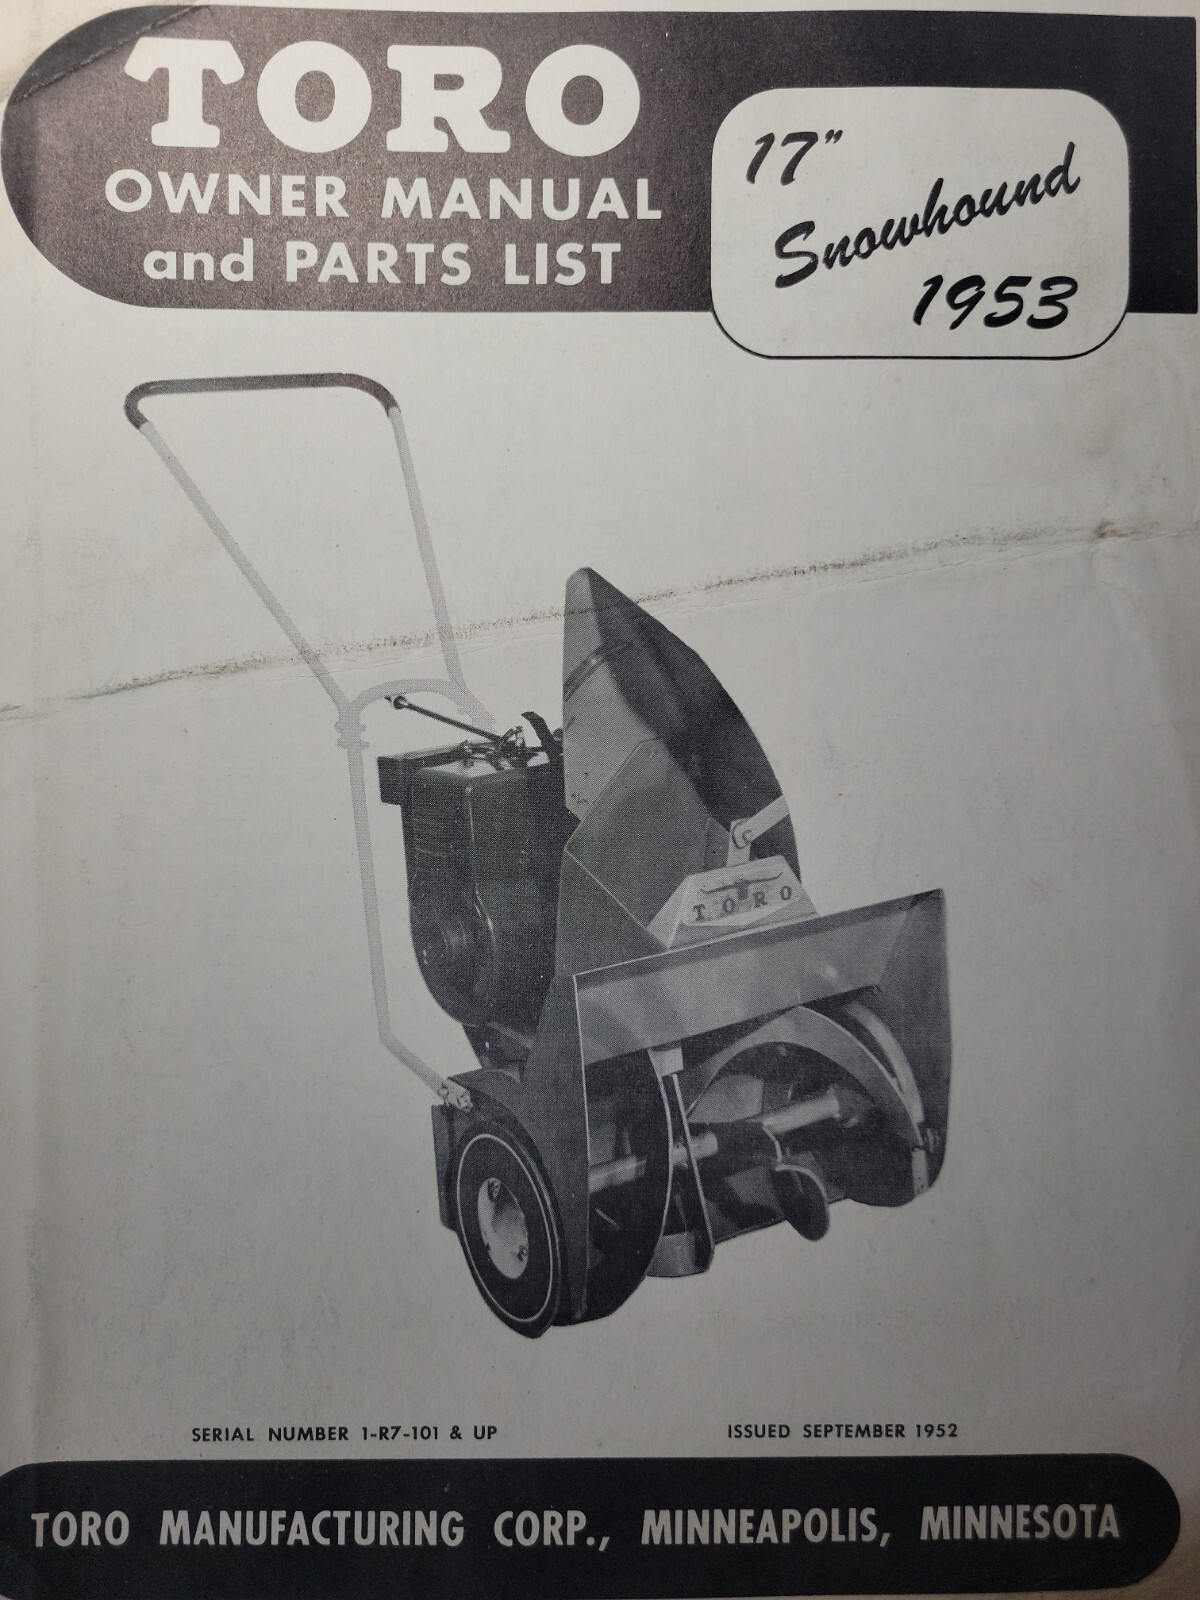 TORO
OWNER MANUAL
and PARTS LIST
17"
Snowhound
1953
TORO
SERIAL NUMBER 1-R7-101 & UP
ISSUED SEPTEMBER 1952
TORO MANUFACTURING CORP., MINNEAPOLIS, MINNESOTA